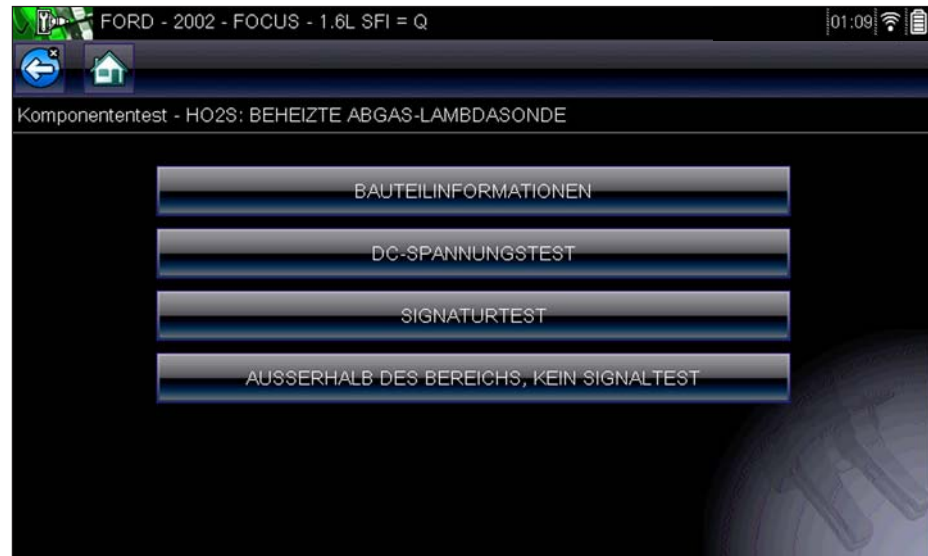 FORD - 2002 - FOCUS - 1.6L SFI = Q 01:09
Komponententest - HO2S: BEHEIZTE ABGAS-LAMBDASONDE
BAUTEILINFORMATIONEN
DC-SPANNUNGSTEST
SIGNATURTEST
AUSSERHALB DES BEREICHS, KEIN SIGNALTEST